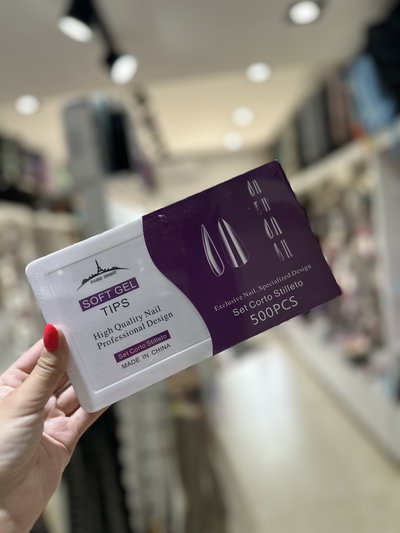 SOFT GEL
TIPS
High Quality Nail
Professional Design
Set Corto Stilleto
MADE IN CHINA
Exclusive Nail, Specialized Design
Set Corto Stilleto
500PCS